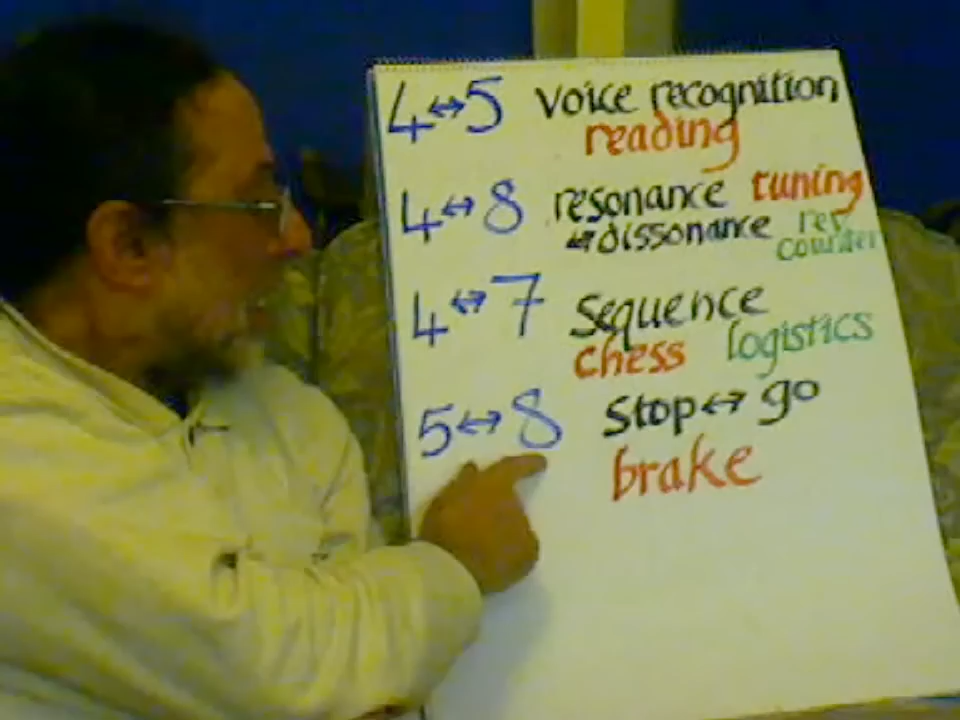 4↔5 voice recognition
reading
4↔8 resonance tuning
↔dissonance rev
counter
4↔7 sequence
chess logistics
5↔8 stop↔go
brake